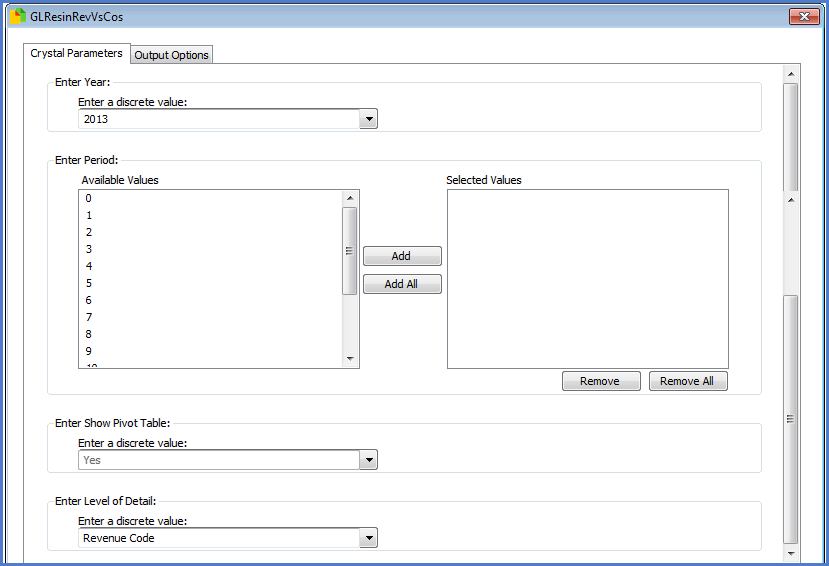 GLResinRevVsCos
Crystal Parameters
Output Options
Enter Year:
Enter a discrete value:
2013
Enter Period:
Available Values
Selected Values
0
1
2
3
4
5
6
7
8
9
10
Add
Add All
Remove
Remove All
Enter Show Pivot Table:
Enter a discrete value:
Yes
Enter Level of Detail:
Enter a discrete value:
Revenue Code